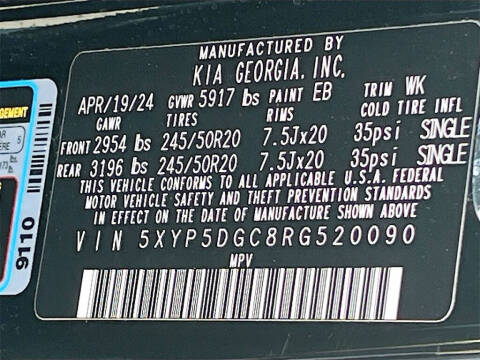 MANUFACTURED BY
KIA GEORGIA, INC.
APR/19/24 GVWR 5917 lbs PAINT EB TRIM WK
GAWR TIRES RIMS COLD TIRE INFL
FRONT 2954 lbs 245/50R20 7.5Jx20 35psi SINGLE
REAR 3196 lbs 245/50R20 7.5Jx20 35psi SINGLE
THIS VEHICLE CONFORMS TO ALL APPLICABLE U.S.A. FEDERAL
MOTOR VEHICLE SAFETY AND THEFT PREVENTION STANDARDS
IN EFFECT ON THE DATE OF MANUFACTURE SHOWN ABOVE
VIN 5XYP5DGC8RG520090
MPV
9110